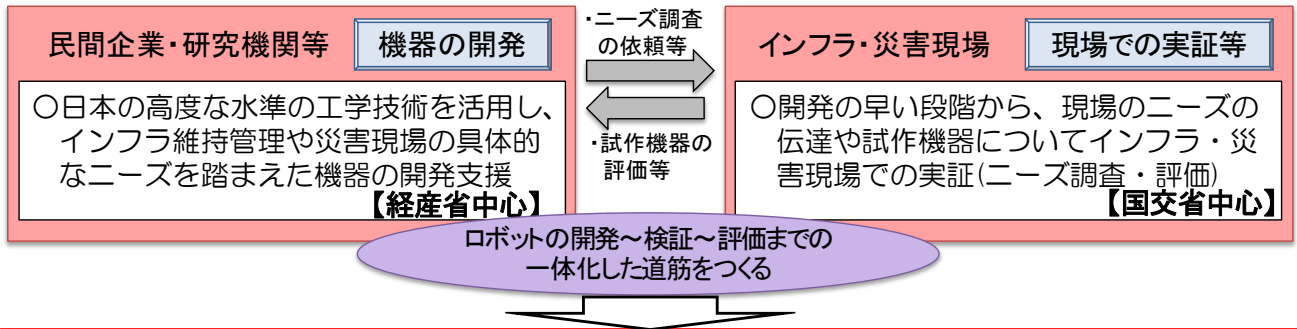 民間企業・研究機関等
機器の開発
〇日本の高度な水準の工学技術を活用し、
インフラ維持管理や災害現場の具体的
なニーズを踏まえた機器の開発支援
【経産省中心】
・ニーズ調査
の依頼等
・試作機器の
評価等
インフラ・災害現場
現場での実証等
〇開発の早い段階から、現場のニーズの
伝達や試作機器についてインフラ・災
害現場での実証(ニーズ調査・評価)
【国交省中心】
ロボットの開発～検証～評価までの
一体化した道筋をつくる